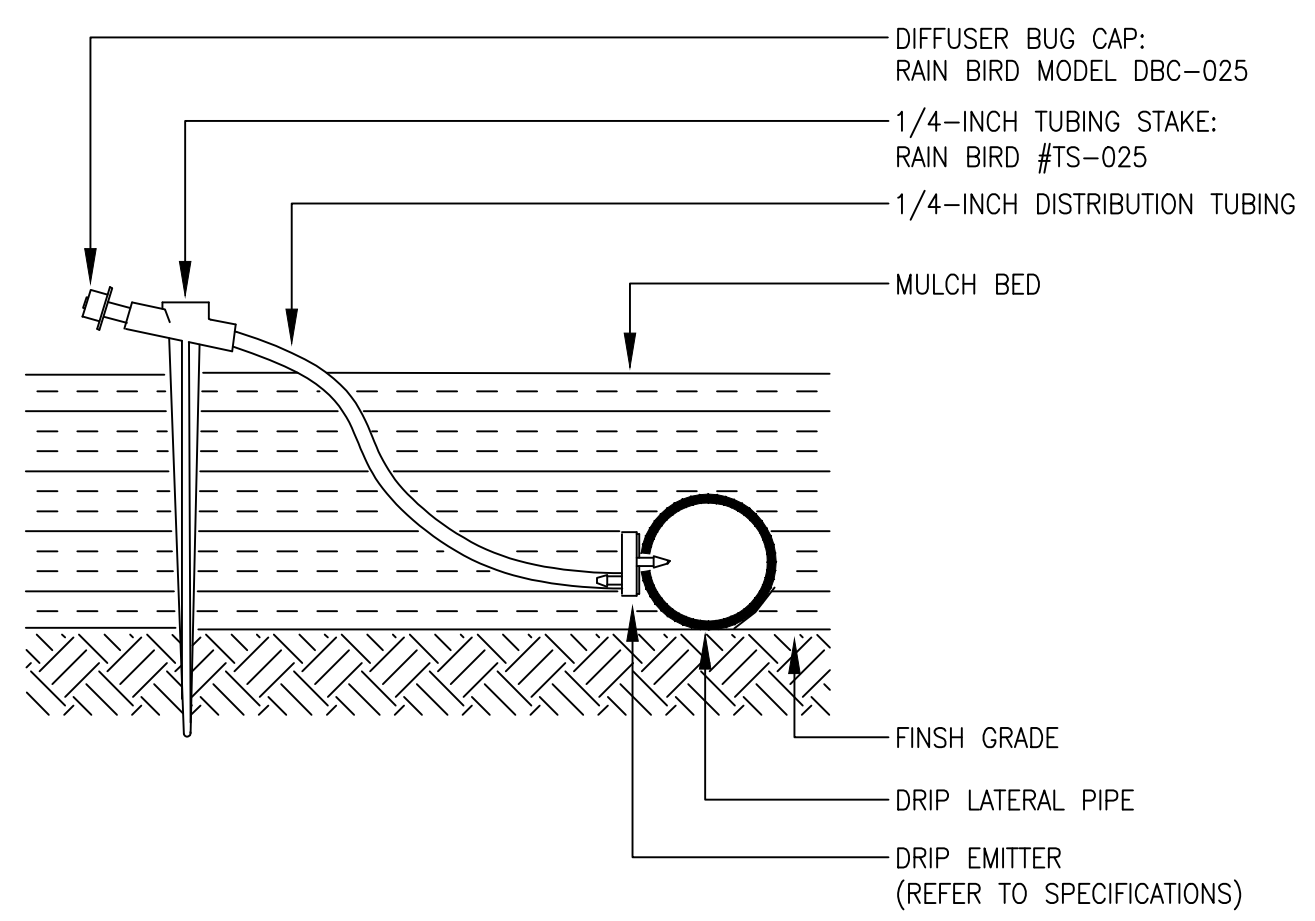 DIFFUSER BUG CAP:
RAIN BIRD MODEL DBC-025
1/4-INCH TUBING STAKE:
RAIN BIRD #TS-025
1/4-INCH DISTRIBUTION TUBING
MULCH BED
FINSH GRADE
DRIP LATERAL PIPE
DRIP EMITTER
(REFER TO SPECIFICATIONS)